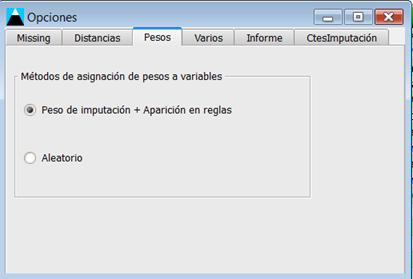 Opciones
Missing Distancias Pesos Varios Informe CtesImputación
Métodos de asignación de pesos a variables
Peso de imputación + Aparición en reglas
Aleatorio